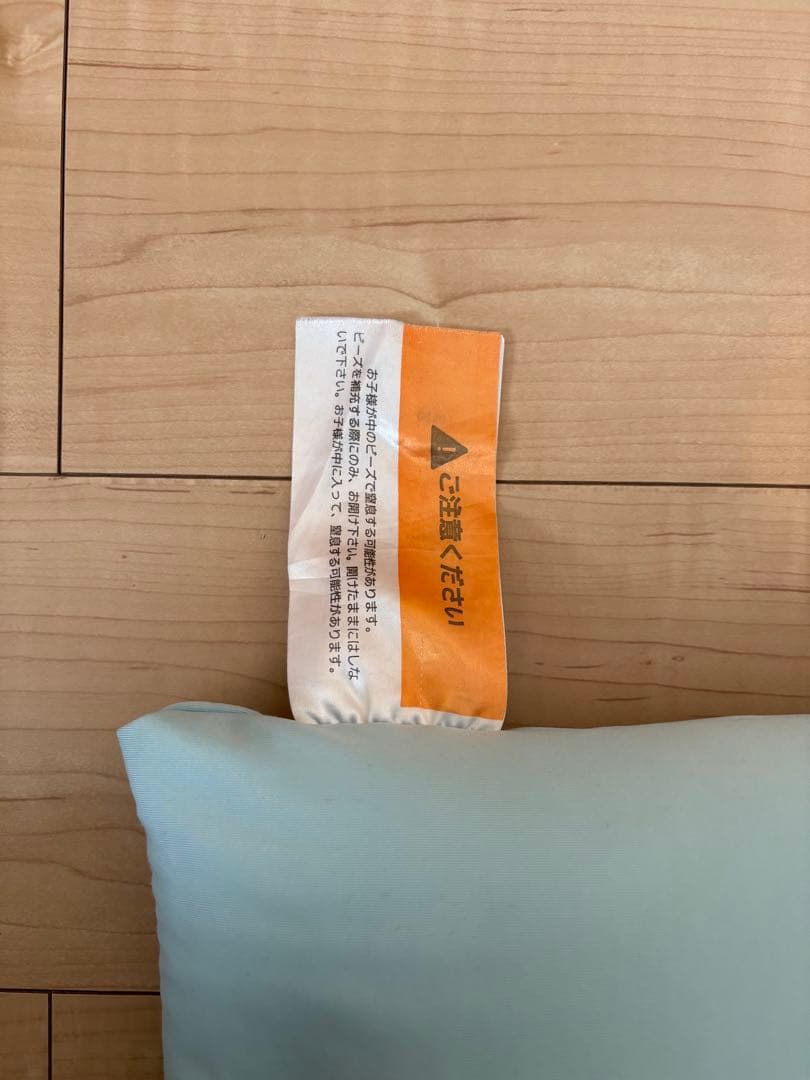 ご注意ください
お子様が中のビーズで窒息する可能性があります。
ビーズを補充する際にのみ、お開け下さい。開けたままにはしな
いで下さい。お子様が中に入って、窒息する可能性があります。